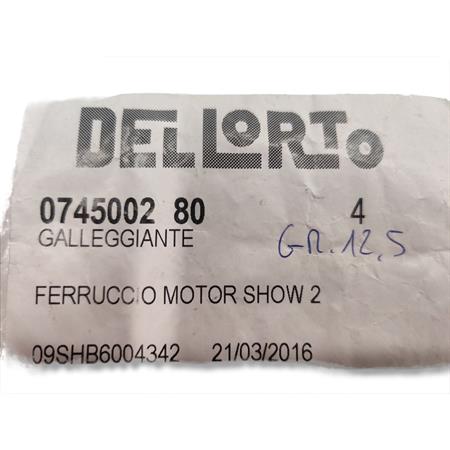 DELLORTO
0745002 80 4
GALLEGGIANTE GR. 12,5
FERRUCCIO MOTOR SHOW 2
09SHB6004342 21/03/2016